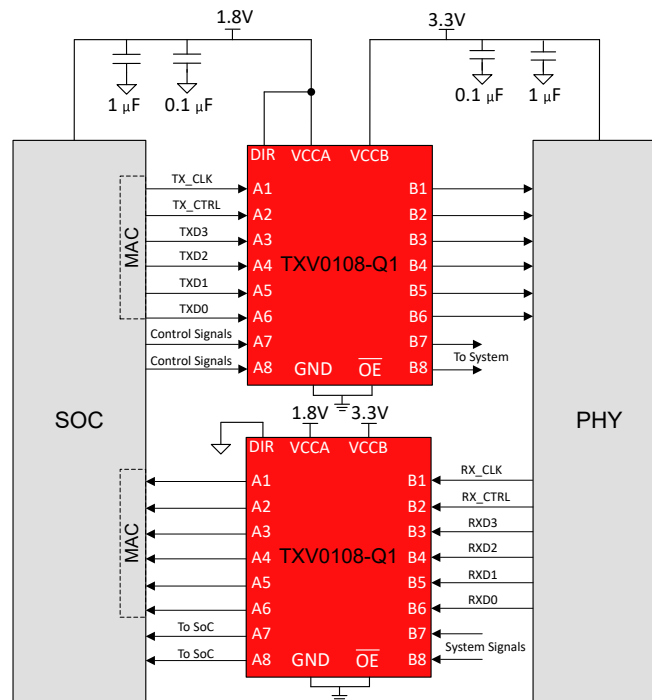 1.8V
3.3V
1 µF
0.1 µF
0.1 µF
1 µF
DIR
VCCA
VCCB
TX_CLK
A1
B1
TX_CTRL
A2
B2
TXD3
A3
B3
MAC
TXD2
A4
TXV0108-Q1
B4
TXD1
A5
B5
TXD0
A6
B6
Control Signals
A7
B7
To System
Control Signals
A8
GND
OE
B8
SOC
PHY
1.8V
3.3V
DIR
VCCA
VCCB
A1
B1
RX_CLK
A2
B2
RX_CTRL
A3
B3
RXD3
MAC
A4
TXV0108-Q1
B4
RXD2
A5
B5
RXD1
A6
B6
RXD0
To SoC
A7
B7
System Signals
To SoC
A8
GND
OE
B8